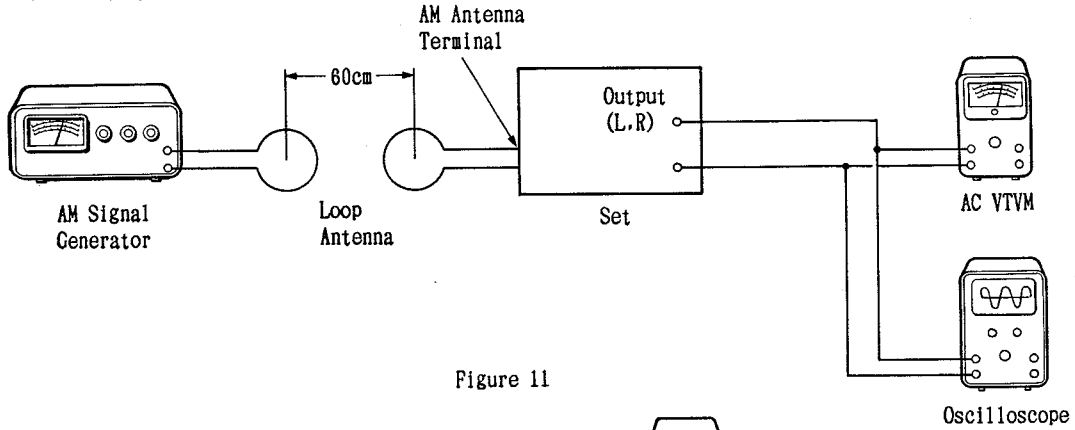 AM Antenna
Terminal
60cm
Output
(L,R)
AM Signal
Generator
Loop
Antenna
Set
AC VTVM
Oscilloscope
Figure 11